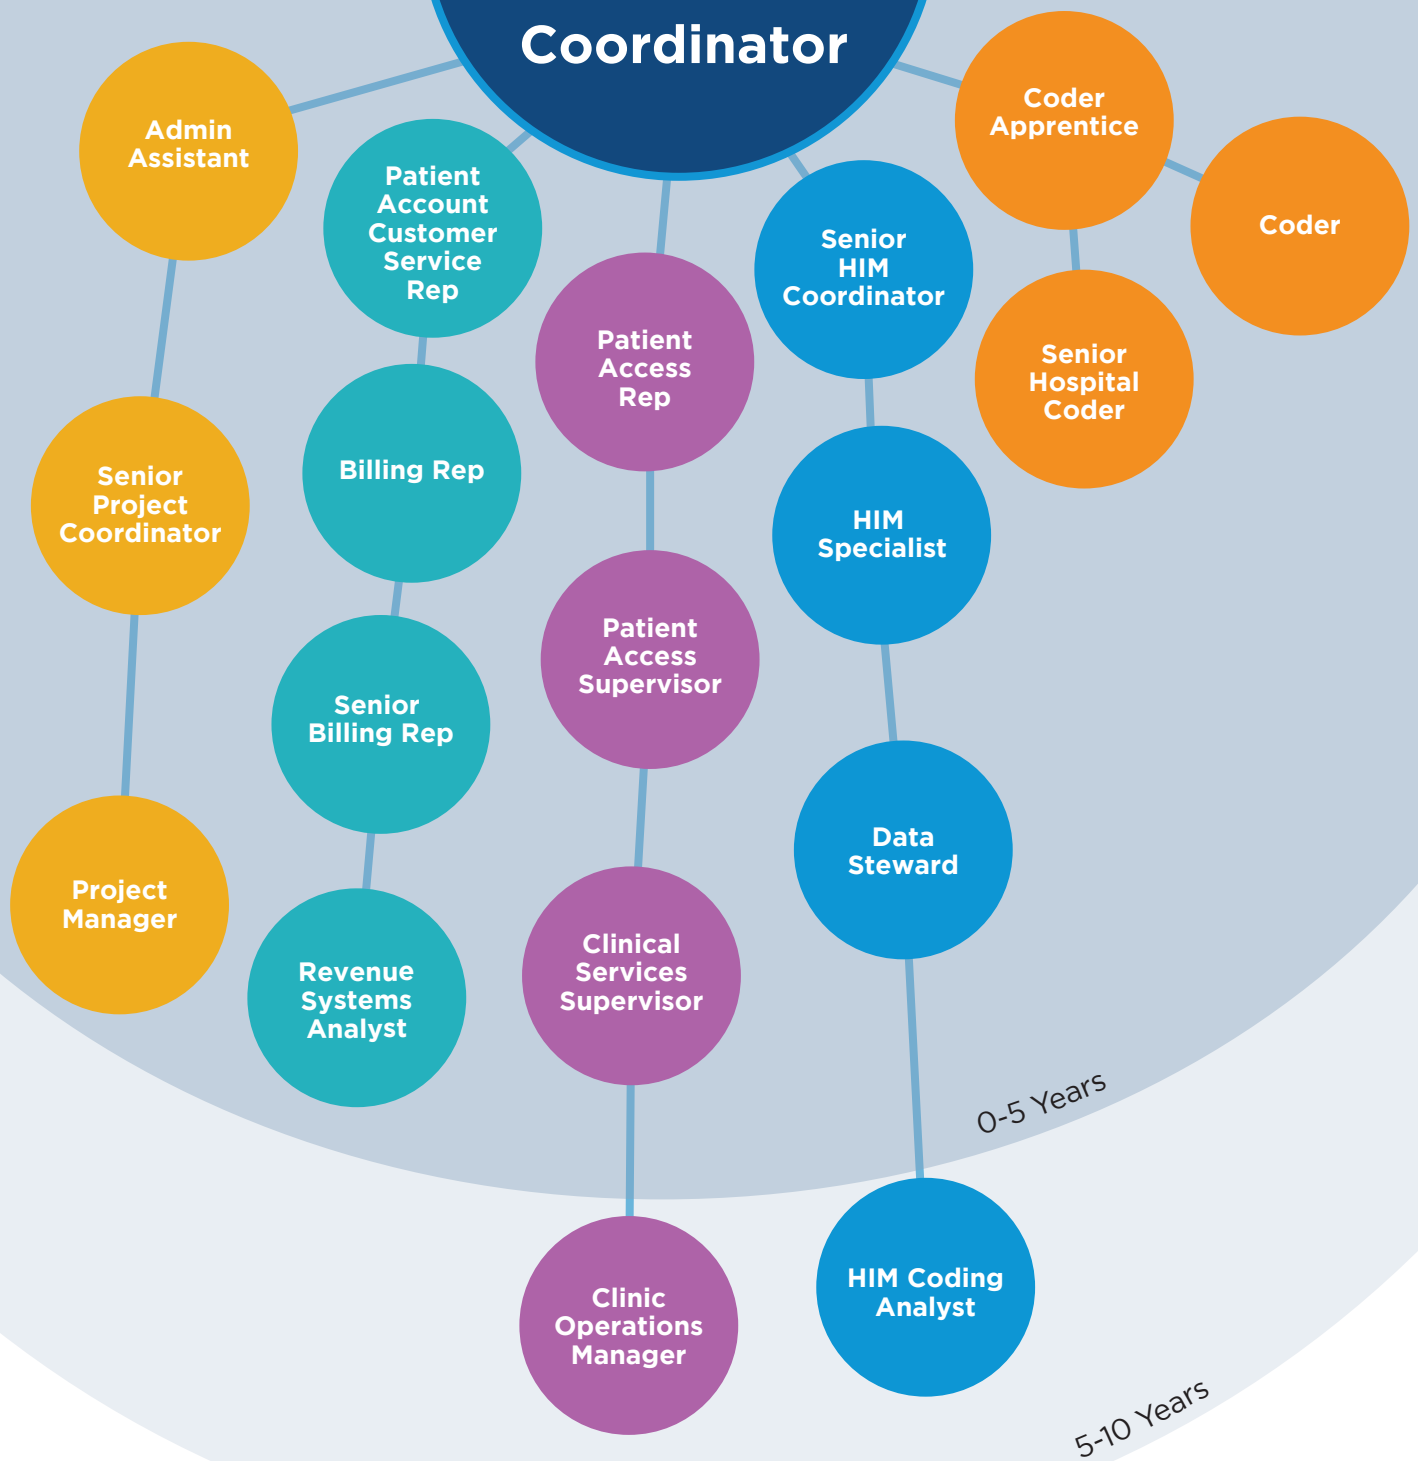 Coordinator
Admin
Assistant
Senior
Project
Coordinator
Project
Manager
Patient
Account
Customer
Service
Rep
Billing Rep
Senior
Billing Rep
Revenue
Systems
Analyst
Patient
Access
Rep
Patient
Access
Supervisor
Clinical
Services
Supervisor
Clinic
Operations
Manager
Senior
HIM
Coordinator
HIM
Specialist
Data
Steward
HIM Coding
Analyst
Coder
Apprentice
Coder
Senior
Hospital
Coder
0-5 Years
5-10 Years